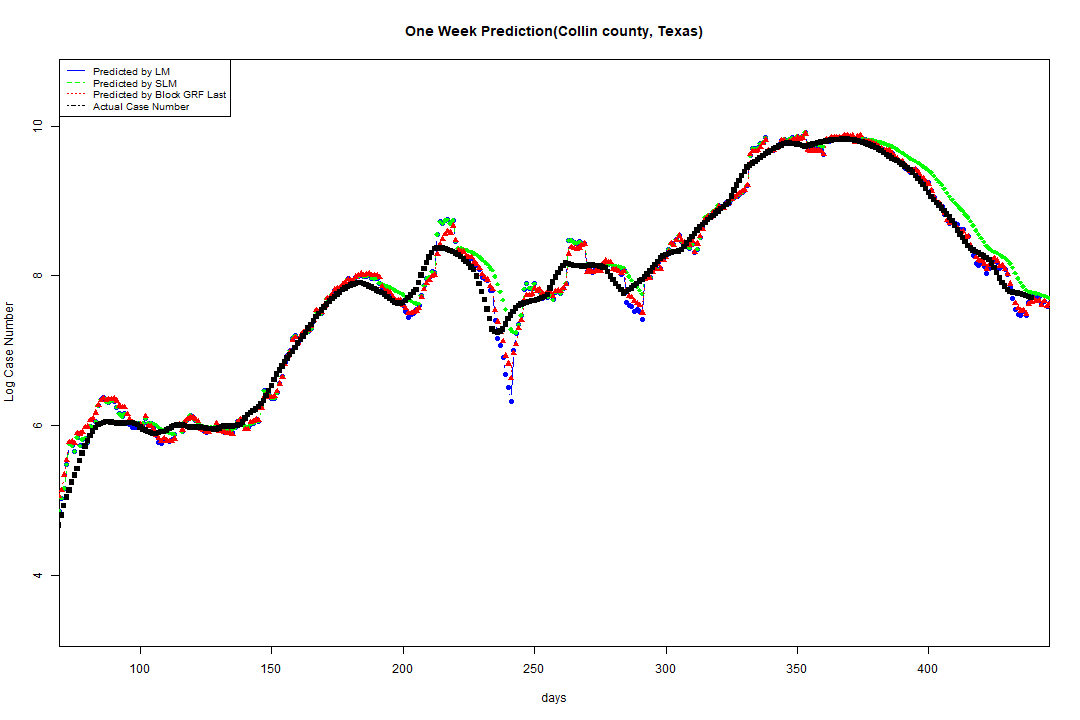 One Week Prediction(Collin county, Texas)
Predicted by LM
Predicted by SLM
Predicted by Block GRF Last
Actual Case Number
10
8
6
4
Log Case Number
100 150 200 250 300 350 400
days